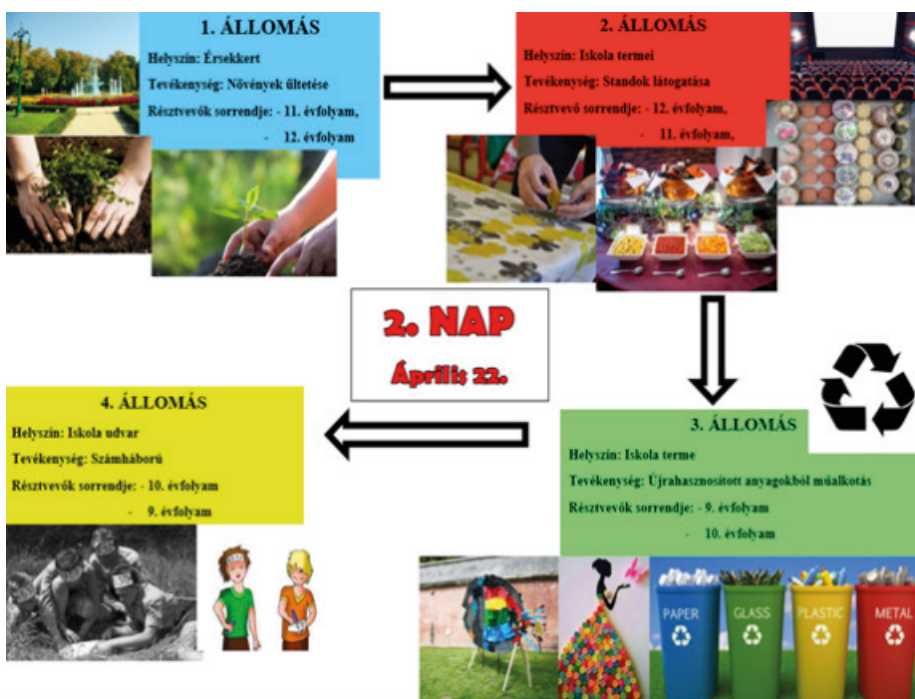 1. ÁLLOMÁS
Helyszín: Érsekkert
Tevékenység: Növények ültetése
Résztvevők sorrendje: - 11. évfolyam,
- 12. évfolyam
2. ÁLLOMÁS
Helyszín: Iskola termei
Tevékenység: Standok látogatása
Résztvevő sorrendje: - 12. évfolyam,
- 11. évfolyam,
2. NAP
Április 22.
3. ÁLLOMÁS
Helyszín: Iskola terme
Tevékenység: Újrahasznosított anyagokból műalkotás
Résztvevők sorrendje: - 9. évfolyam
- 10. évfolyam
4. ÁLLOMÁS
Helyszín: Iskola udvar
Tevékenység: Számháború
Résztvevők sorrendje: - 10. évfolyam
- 9. évfolyam
PAPER
GLASS
PLASTIC
METAL